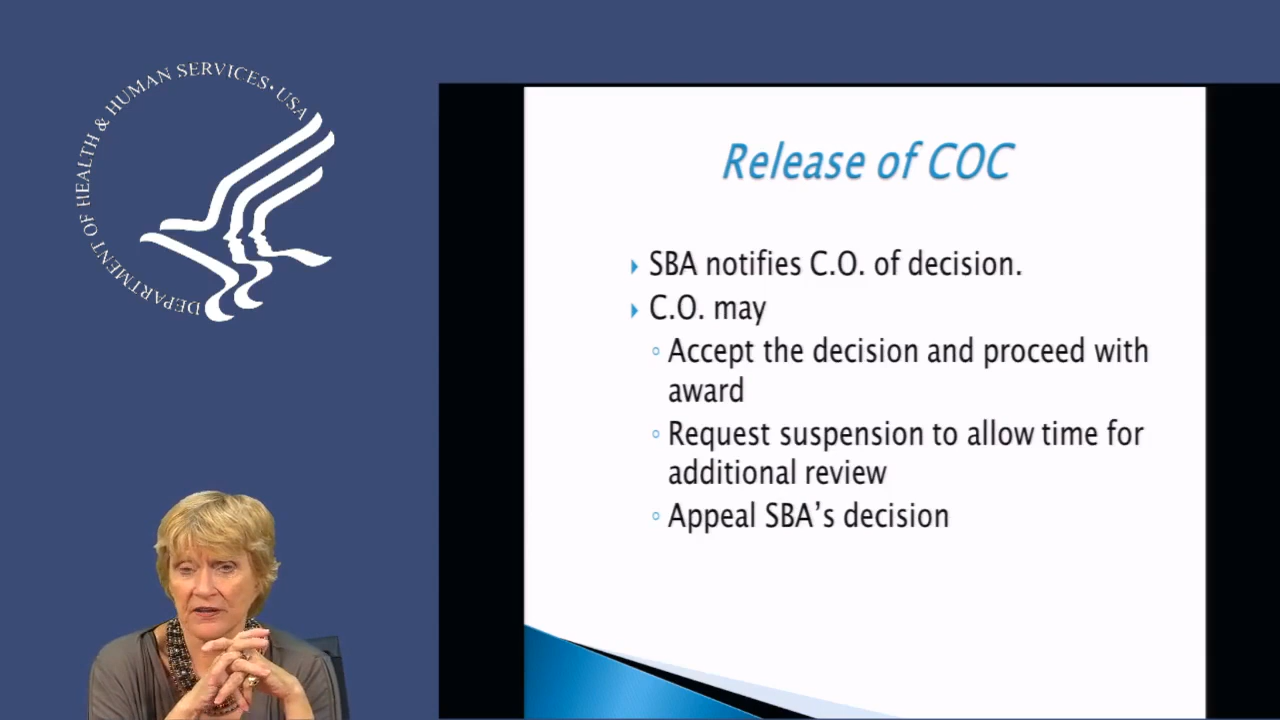 DEPARTMENT OF HEALTH & HUMAN SERVICES • USA
Release of COC
SBA notifies C.O. of decision.
C.O. may
Accept the decision and proceed with
award
Request suspension to allow time for
additional review
Appeal SBA's decision